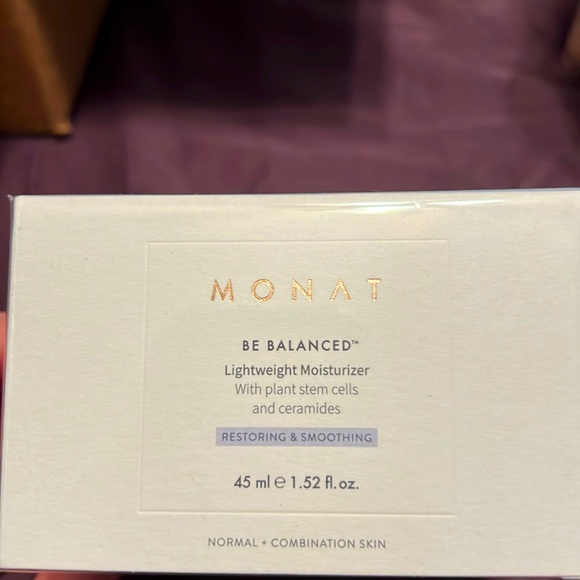 MONAT
BE BALANCED™
Lightweight Moisturizer
With plant stem cells
and ceramides
RESTORING & SMOOTHING
45 ml ℮ 1.52 fl. oz.
NORMAL + COMBINATION SKIN